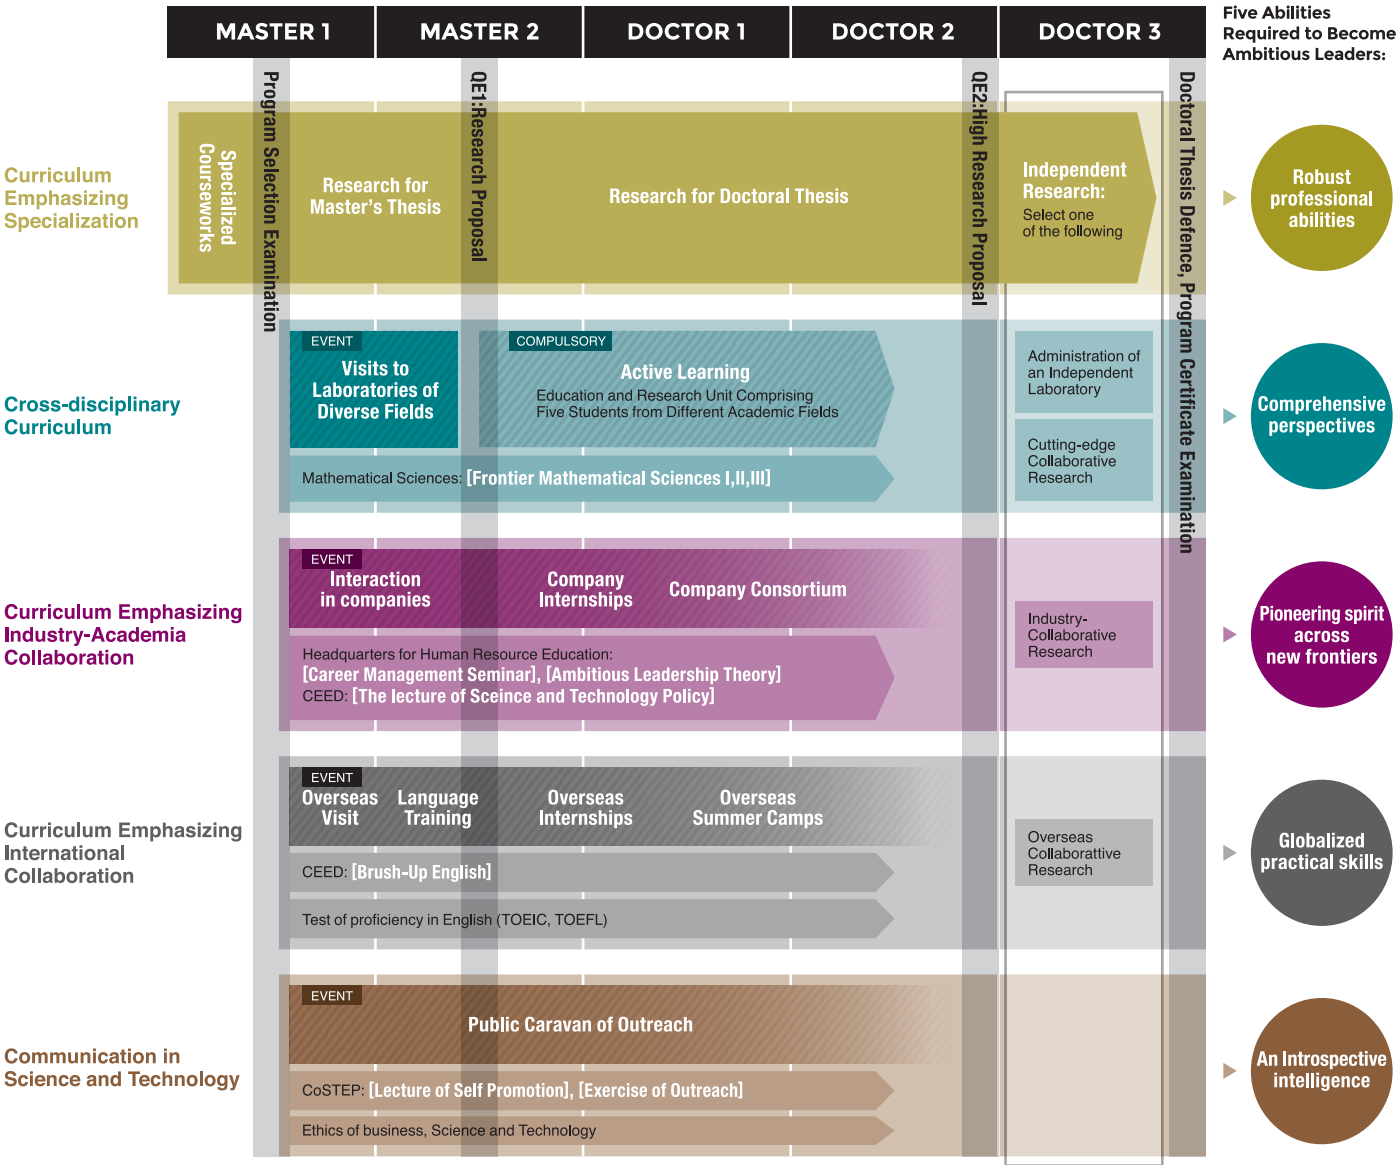 MASTER 1
MASTER 2
DOCTOR 1
DOCTOR 2
DOCTOR 3
Five Abilities
Required to Become
Ambitious Leaders:
Program Selection Examination
QE1:Research Proposal
QE2:High Research Proposal
Doctoral Thesis Defence, Program Certificate Examination
Curriculum
Emphasizing
Specialization
Specialized
Courseworks
Research for
Master's Thesis
Research for Doctoral Thesis
Independent
Research:
Select one
of the following
Robust
professional
abilities
Cross-disciplinary
Curriculum
EVENT
Visits to
Laboratories of
Diverse Fields
COMPULSORY
Active Learning
Education and Research Unit Comprising
Five Students from Different Academic Fields
Mathematical Sciences: [Frontier Mathematical Sciences I,II,III]
Administration of
an Independent
Laboratory
Cutting-edge
Collaborative
Research
Comprehensive
perspectives
Curriculum Emphasizing
Industry-Academia
Collaboration
EVENT
Interaction
in companies
Company
Internships
Company Consortium
Headquarters for Human Resource Education:
[Career Management Seminar], [Ambitious Leadership Theory]
CEED: [The lecture of Sceince and Technology Policy]
Industry-
Collaborative
Research
Pioneering spirit
across
new frontiers
Curriculum Emphasizing
International
Collaboration
EVENT
Overseas
Visit
Language
Training
Overseas
Internships
Overseas
Summer Camps
CEED: [Brush-Up English]
Test of proficiency in English (TOEIC, TOEFL)
Overseas
Collaborattive
Research
Globalized
practical skills
Communication in
Science and Technology
EVENT
Public Caravan of Outreach
CoSTEP: [Lecture of Self Promotion], [Exercise of Outreach]
Ethics of business, Science and Technology
An Introspective
intelligence